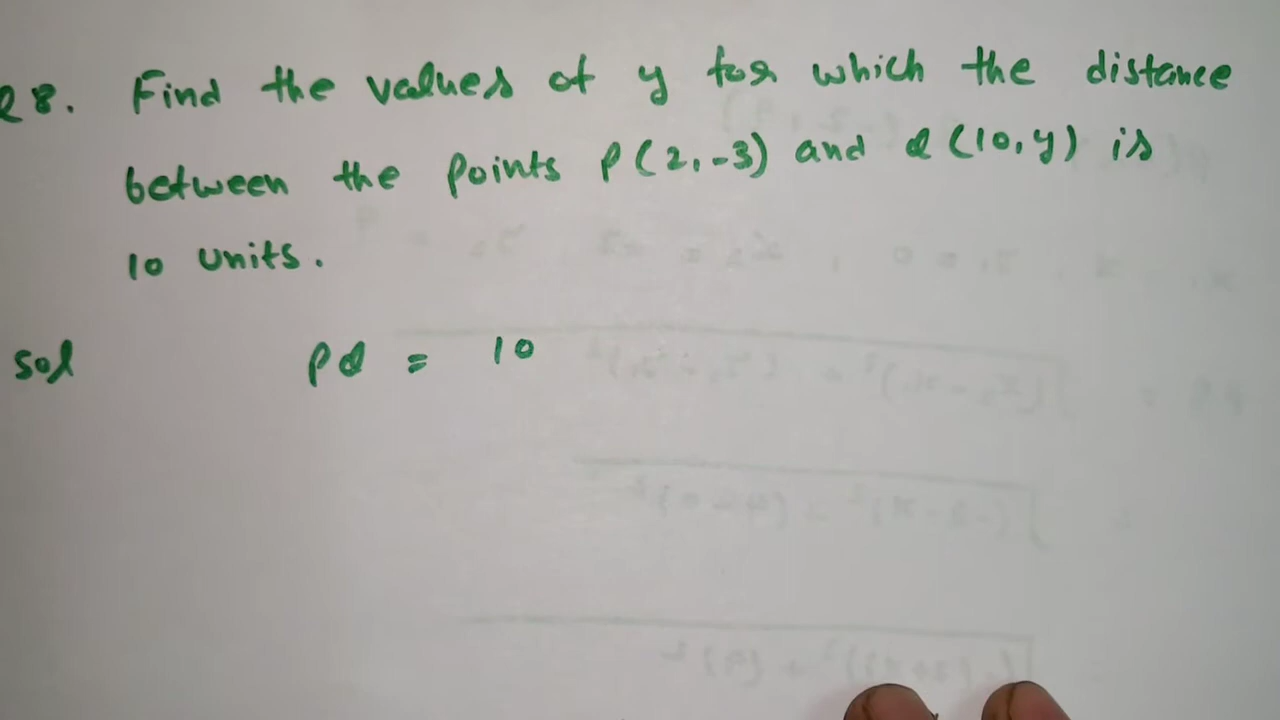 Q8. Find the values of y for which the distance
between the points P(2,-3) and Q(10,y) is
10 units.
Sol PQ = 10